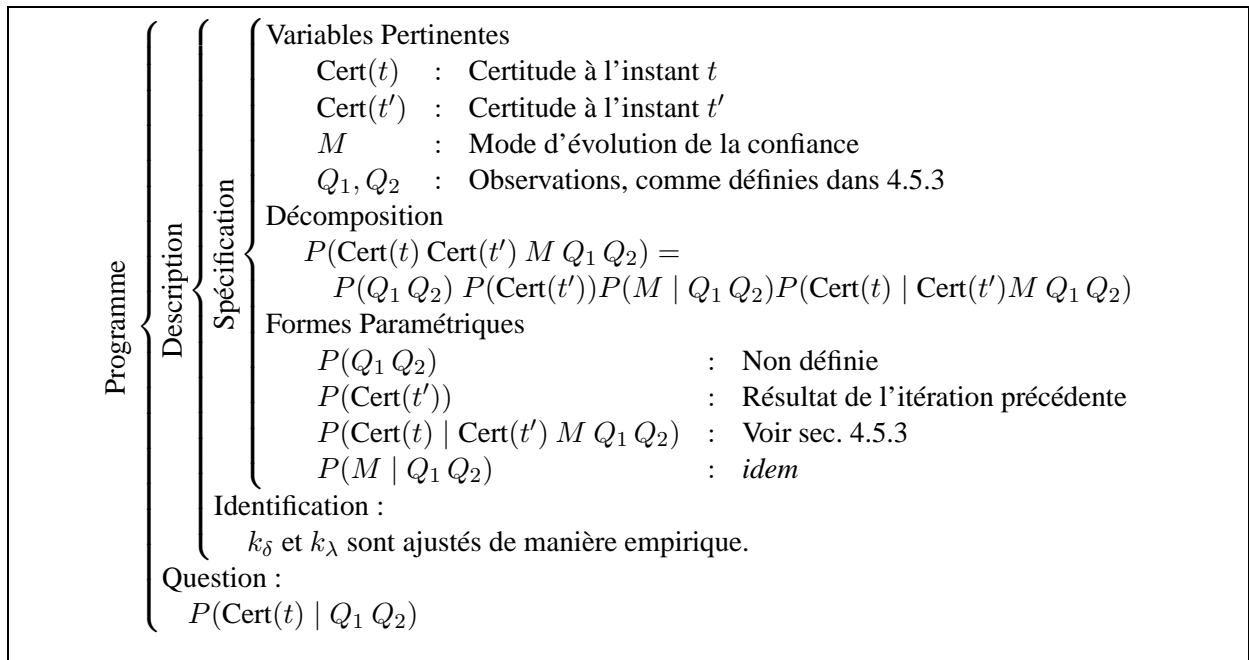 Programme
Description
Spécification
Variables Pertinentes
Cert(t) : Certitude à l'instant t
Cert(t′) : Certitude à l'instant t′
M : Mode d'évolution de la confiance
Q₁, Q₂ : Observations, comme définies dans 4.5.3
Décomposition
P(Cert(t) Cert(t′) M Q₁ Q₂) =
P(Q₁ Q₂) P(Cert(t′))P(M | Q₁ Q₂)P(Cert(t) | Cert(t′)M Q₁ Q₂)
Formes Paramétriques
P(Q₁ Q₂) : Non définie
P(Cert(t′)) : Résultat de l'itération précédente
P(Cert(t) | Cert(t′) M Q₁ Q₂) : Voir sec. 4.5.3
P(M | Q₁ Q₂) : idem
Identification :
k_δ et k_λ sont ajustés de manière empirique.
Question :
P(Cert(t) | Q₁ Q₂)